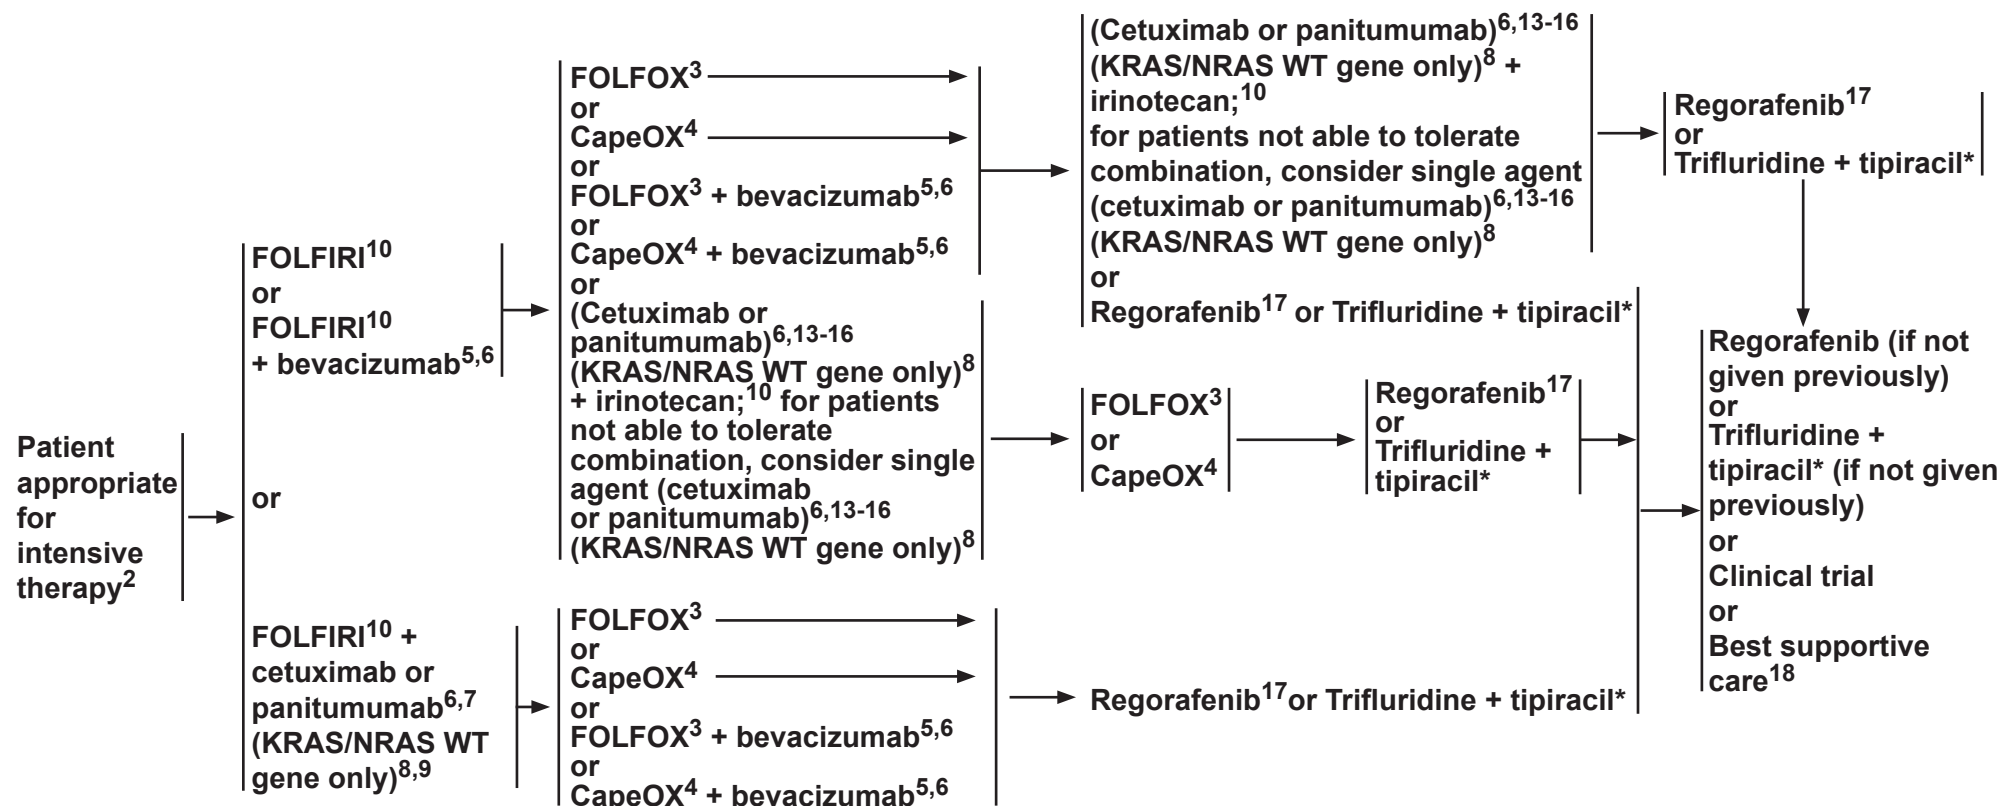 Patient
appropriate
for
intensive
therapy2
FOLFIRI10
or
FOLFIRI10
+ bevacizumab5,6
or
FOLFIRI10 +
cetuximab or
panitumumab6,7
(KRAS/NRAS WT
gene only)8,9
FOLFOX3
or
CapeOX4
or
FOLFOX3 + bevacizumab5,6
or
CapeOX4 + bevacizumab5,6
or
(Cetuximab or
panitumumab)6,13-16
(KRAS/NRAS WT gene only)8
+ irinotecan;10 for patients
not able to tolerate
combination, consider single
agent (cetuximab
or panitumumab)6,13-16
(KRAS/NRAS WT gene only)8
FOLFOX3
or
CapeOX4
or
FOLFOX3 + bevacizumab5,6
or
CapeOX4 + bevacizumab5,6
(Cetuximab or panitumumab)6,13-16
(KRAS/NRAS WT gene only)8 +
irinotecan;10
for patients not able to tolerate
combination, consider single agent
(cetuximab or panitumumab)6,13-16
(KRAS/NRAS WT gene only)8
or
Regorafenib17 or Trifluridine + tipiracil*
FOLFOX3
or
CapeOX4
Regorafenib17
or
Trifluridine +
tipiracil*
Regorafenib17or Trifluridine + tipiracil*
Regorafenib17
or
Trifluridine + tipiracil*
Regorafenib (if not
given previously)
or
Trifluridine +
tipiracil* (if not given
previously)
or
Clinical trial
or
Best supportive
care18